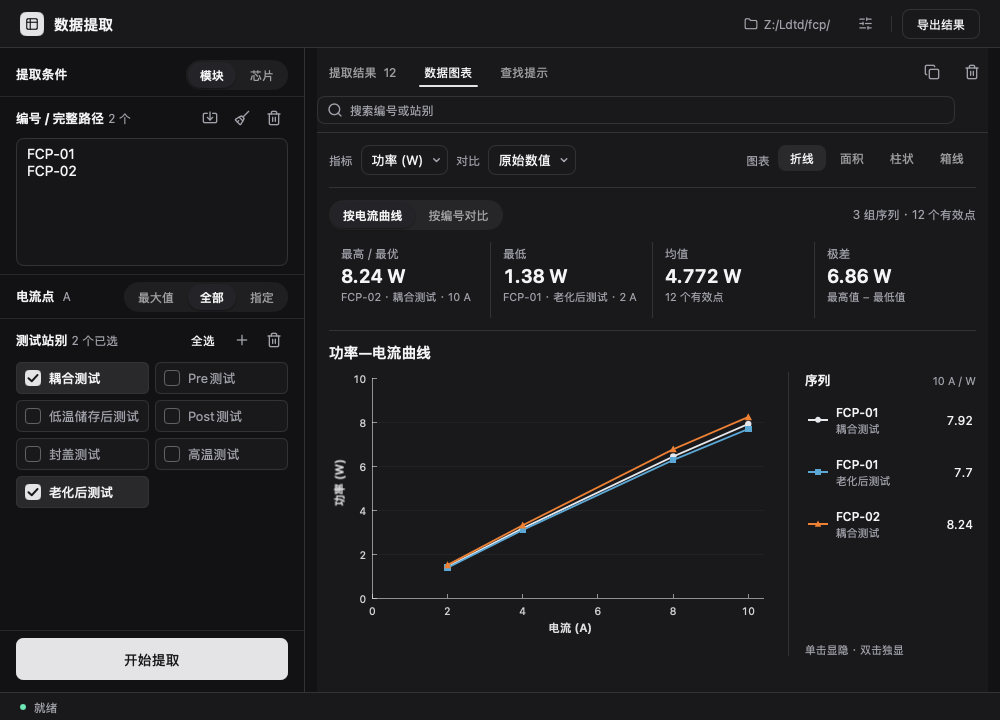 数据提取
Z:/Ldtd/fcp/
导出结果
提取条件
模块 芯片
编号 / 完整路径 2 个
FCP-01
FCP-02
电流点 A
最大值 全部 指定
测试站别 2 个已选
全选
耦合测试
Pre测试
低温储存后测试
Post测试
封盖测试
高温测试
老化后测试
开始提取
就绪
提取结果 12 数据图表 查找提示
搜索编号或站别
指标 功率 (W) 对比 原始数值
图表 折线 面积 柱状 箱线
按电流曲线 按编号对比
3 组序列 · 12 个有效点
最高 / 最优
8.24 W
FCP-02 · 耦合测试 · 10 A
最低
1.38 W
FCP-01 · 老化后测试 · 2 A
均值
4.772 W
12 个有效点
极差
6.86 W
最高值 − 最低值
功率—电流曲线
10
8
6
4
2
0
功率 (W)
0 2 4 6 8 10
电流 (A)
序列 10 A / W
FCP-01
耦合测试
7.92
FCP-01
老化后测试
7.7
FCP-02
耦合测试
8.24
单击显隐 · 双击独显